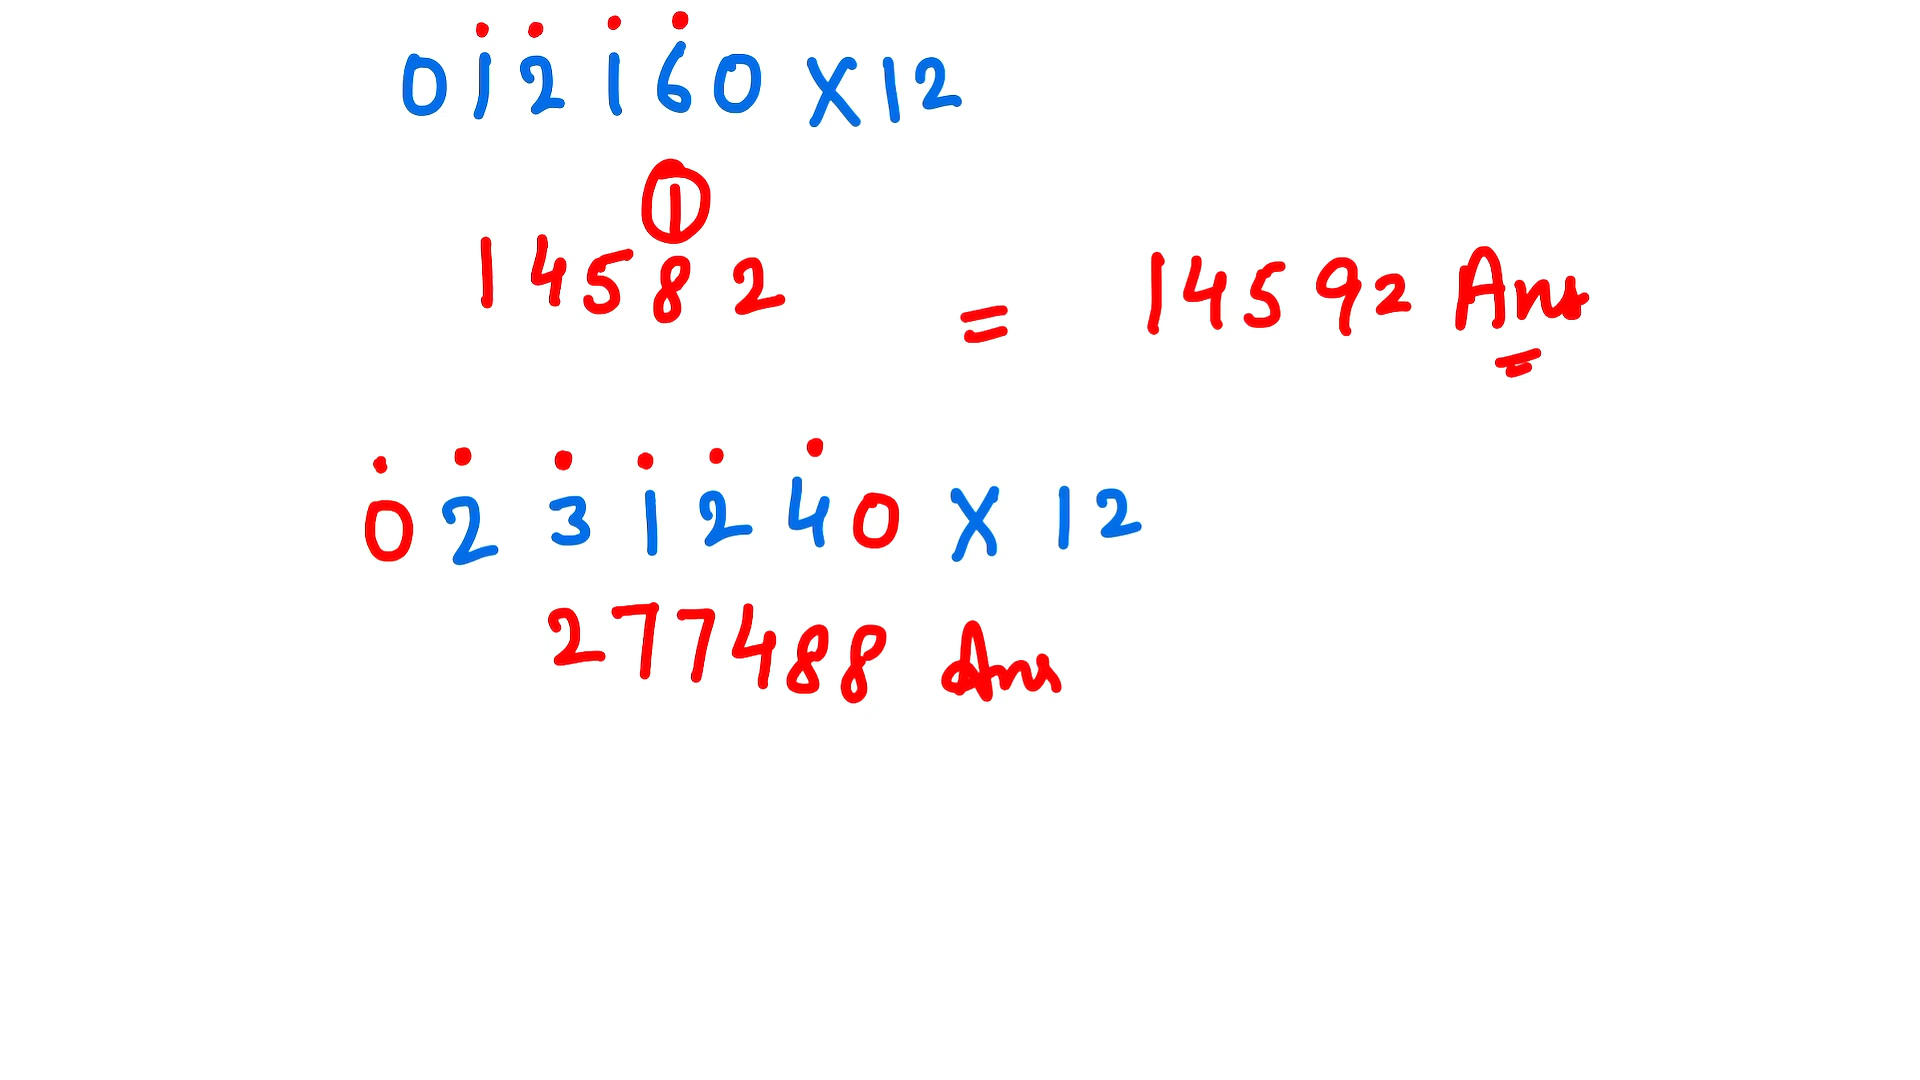 012160 X 12
1
14582 = 14592 Ans
0231240 X 12
277488 Ans